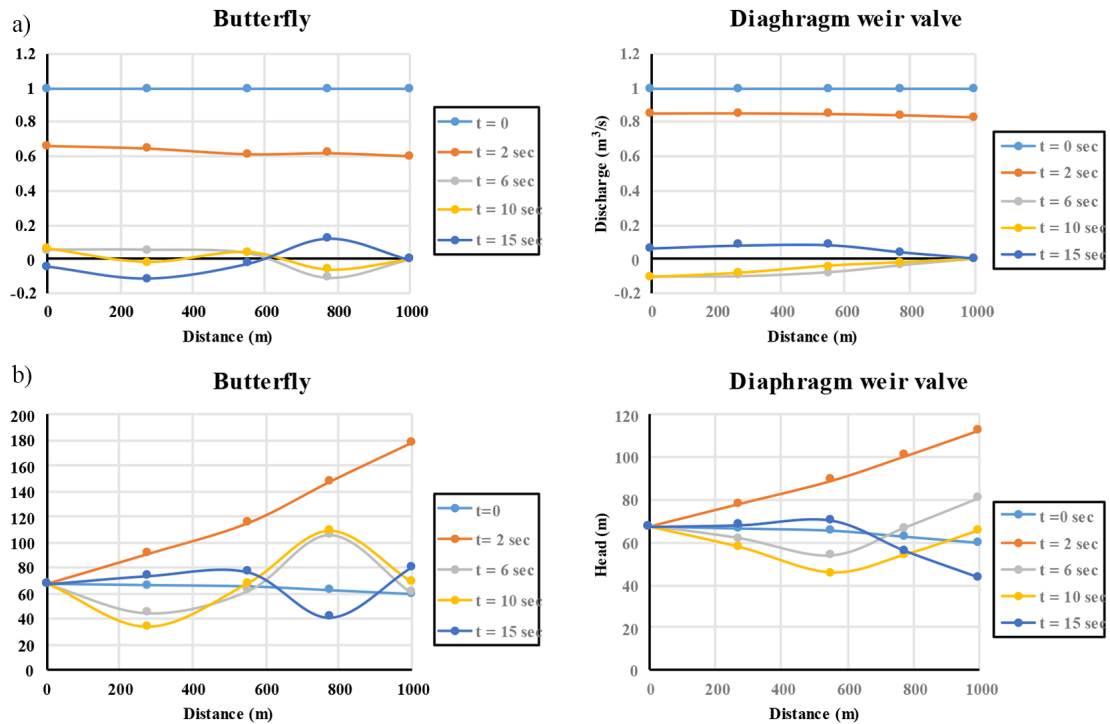 a)
Butterfly
1.2
1
0.8
0.6
0.4
0.2
0
-0.2
0 200 400 600 800 1000
Distance (m)
t = 0
t = 2 sec
t = 6 sec
t = 10 sec
t = 15 sec
Diaghragm weir valve
Discharge (m³/s)
1.2
1
0.8
0.6
0.4
0.2
0
-0.2
0 200 400 600 800 1000
Distance (m)
t = 0 sec
t = 2 sec
t = 6 sec
t = 10 sec
t = 15 sec
b)
Butterfly
200
180
160
140
120
100
80
60
40
20
0
0 200 400 600 800 1000
Distance (m)
t=0
t= 2 sec
t = 6 sec
t = 10 sec
t = 15 sec
Diaphragm weir valve
Head (m)
120
100
80
60
40
20
0
0 200 400 600 800 1000
Distance (m)
t =0 sec
t = 2 sec
t = 6 sec
t = 10 sec
t = 15 sec